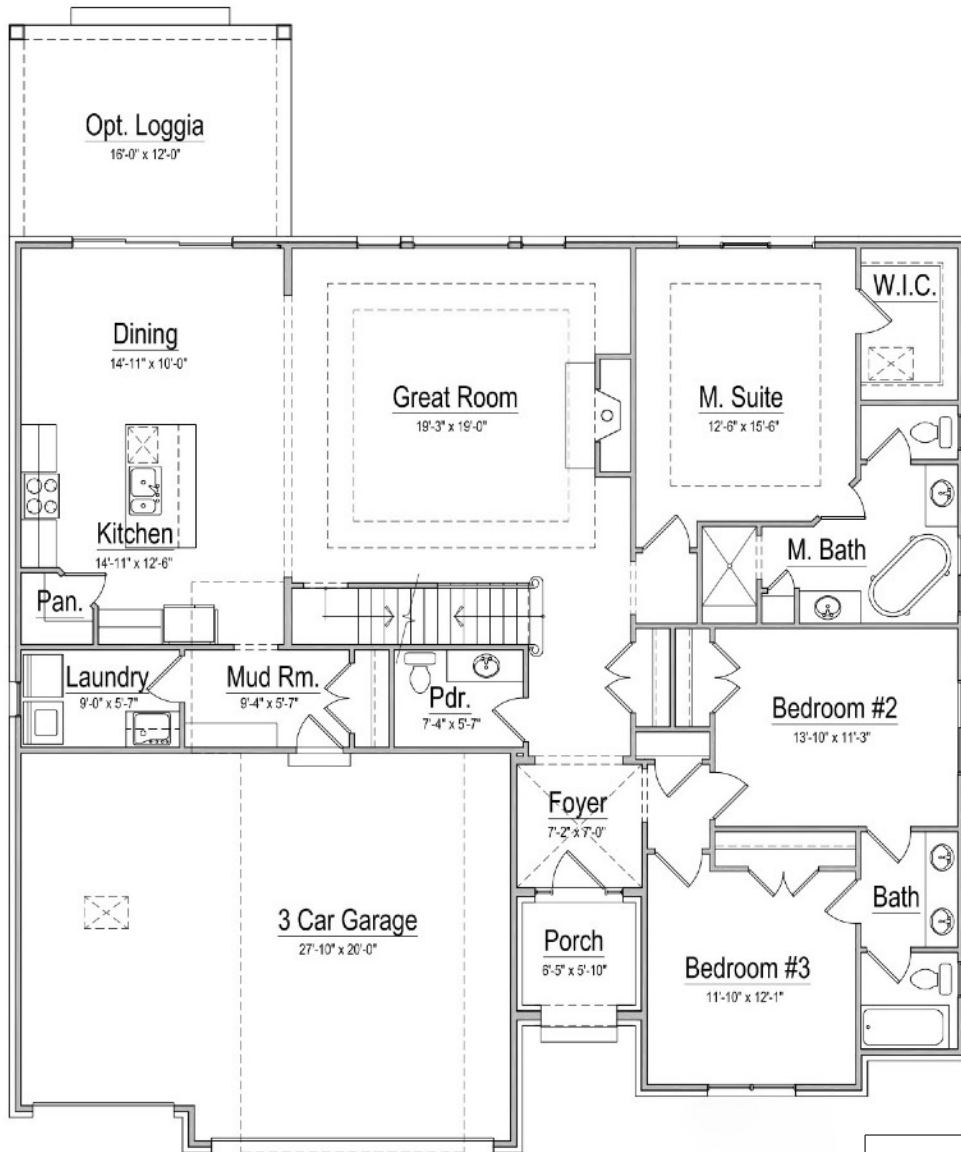 Opt. Loggia
16'-0" x 12'-0"
Dining
14'-11" x 10'-0"
Great Room
19'-3" x 19'-0"
M. Suite
12'-6" x 15'-6"
W.I.C.
Kitchen
14'-11" x 12'-6"
Pan.
M. Bath
Laundry
9'-0" x 5'-7"
Mud Rm.
9'-4" x 5'-7"
Pdr.
7'-4" x 5'-7"
Bedroom #2
13'-10" x 11'-3"
Foyer
7'-2" x 7'-0"
3 Car Garage
27'-10" x 20'-0"
Porch
6'-5" x 5'-10"
Bedroom #3
11'-10" x 12'-1"
Bath